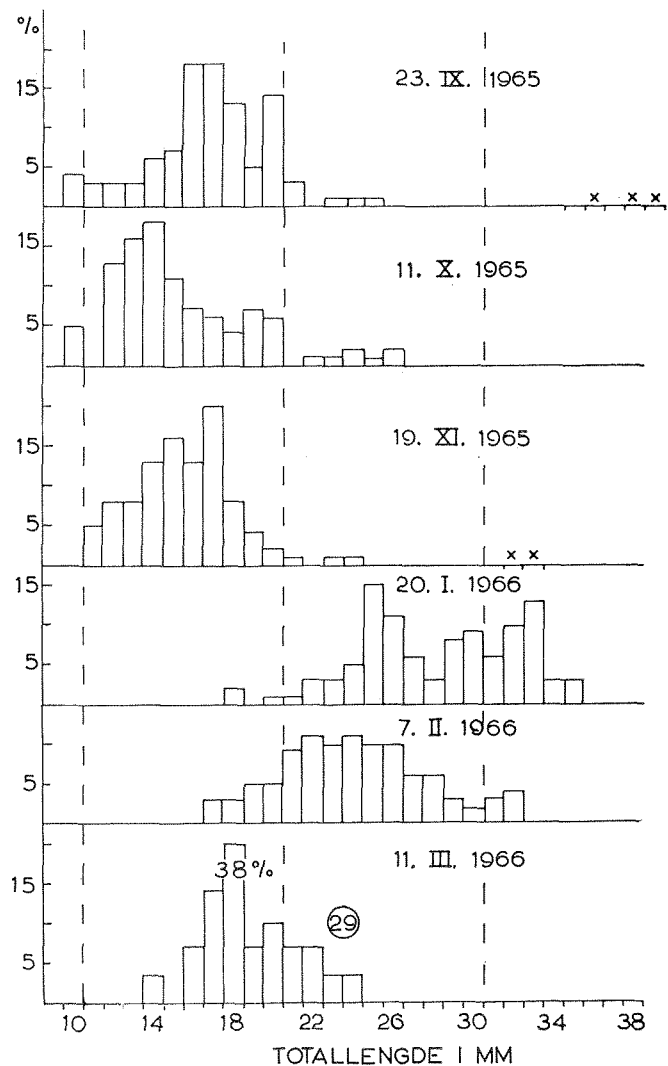 %
23. IX. 1965
15
5
x x x
11. X. 1965
15
5
19. XI. 1965
15
5
x x
20. I. 1966
15
5
7. II. 1966
5
11. III. 1966
38%
15
29
5
10 14 18 22 26 30 34 38
TOTALLENGDE I MM